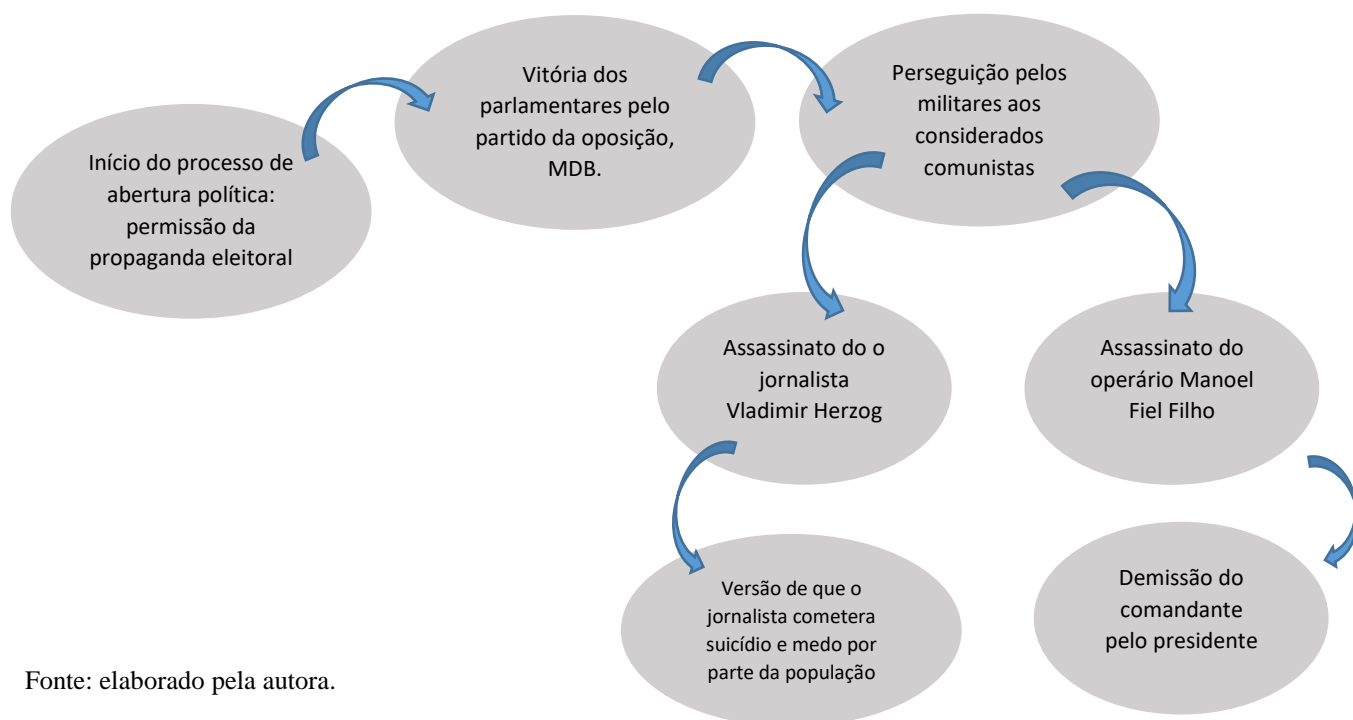 Início do processo de
abertura política:
permissão da
propaganda eleitoral
Vitória dos
parlamentares pelo
partido da oposição,
MDB.
Perseguição pelos
militares aos
considerados
comunistas
Assassinato do o
jornalista
Vladimir Herzog
Assassinato do
operário Manoel
Fiel Filho
Versão de que o
jornalista cometera
suicídio e medo por
parte da população
Demissão do
comandante
pelo presidente
Fonte: elaborado pela autora.